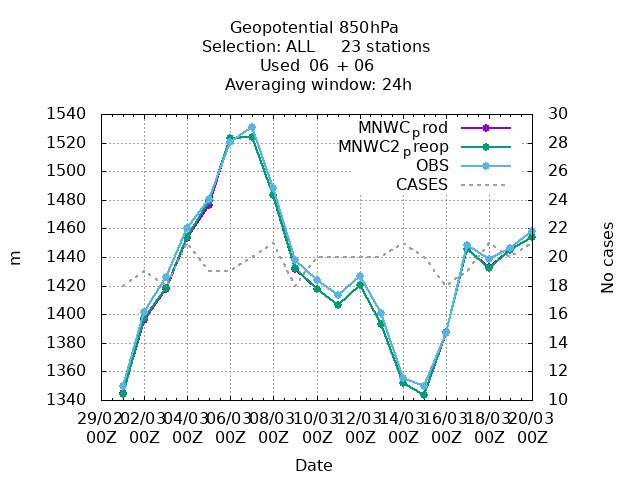 Geopotential 850hPa
Selection: ALL 23 stations
Used 06 + 06
Averaging window: 24h
1540 30
1520 28
1500 26
1480 24
1460 22
1440 20
1420 18
1400 16
1380 14
1360 12
1340 10
MNWC_prod
MNWC2_preop
OBS
CASES
m
No cases
29/02 02/03 04/03 06/03 08/03 10/03 12/03 14/03 16/03 18/03 20/03
00Z 00Z 00Z 00Z 00Z 00Z 00Z 00Z 00Z 00Z 00Z
Date